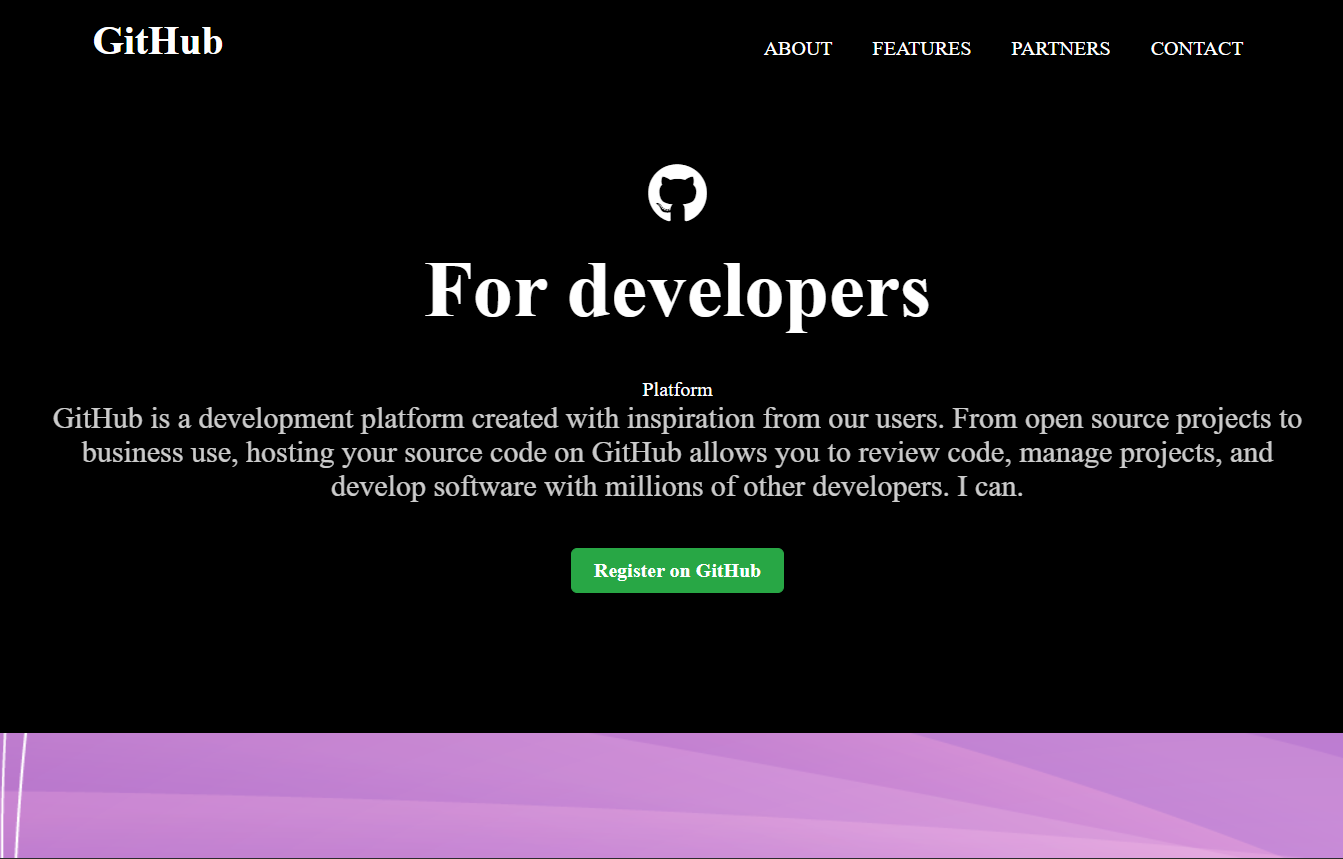 GitHub
ABOUT FEATURES PARTNERS CONTACT
For developers
Platform
GitHub is a development platform created with inspiration from our users. From open source projects to
business use, hosting your source code on GitHub allows you to review code, manage projects, and
develop software with millions of other developers. I can.
Register on GitHub